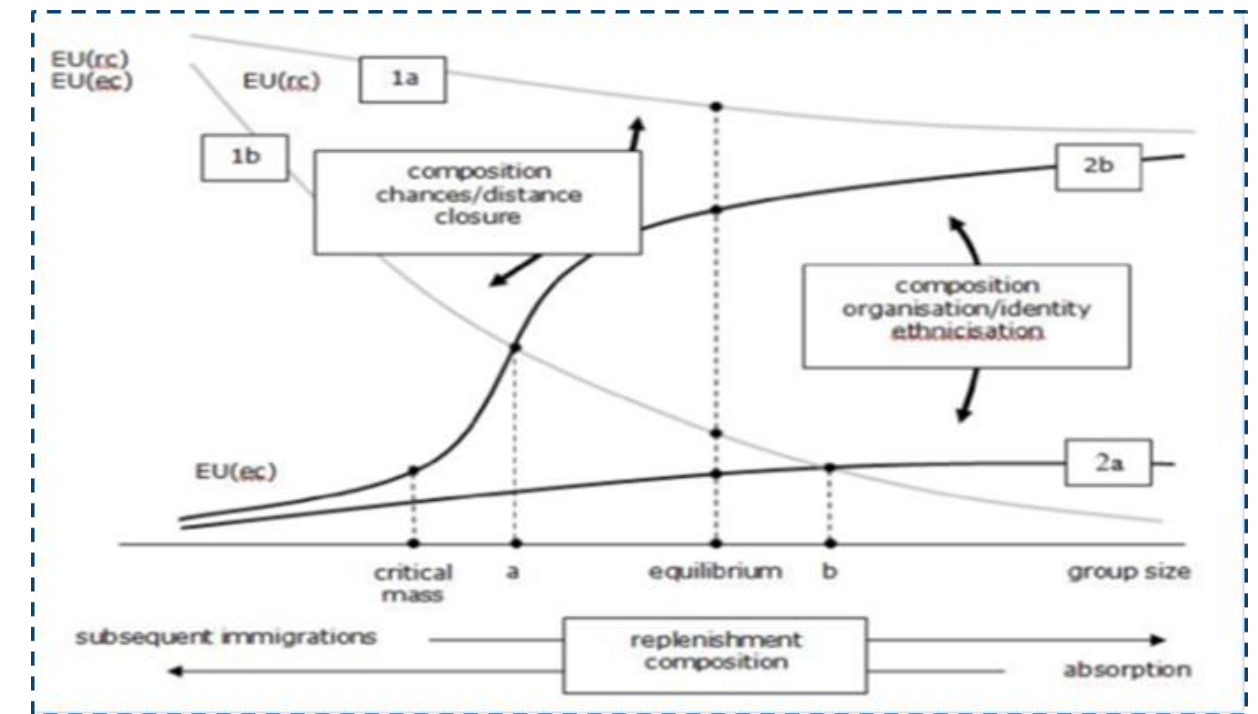 EU(rc)
EU(ec)
EU(rc)
1a
1b
composition
chances/distance
closure
2b
composition
organisation/identity
ethnicisation
EU(ec)
2a
critical
mass
a
equilibrium
b
group size
subsequent immigrations
replenishment
composition
absorption